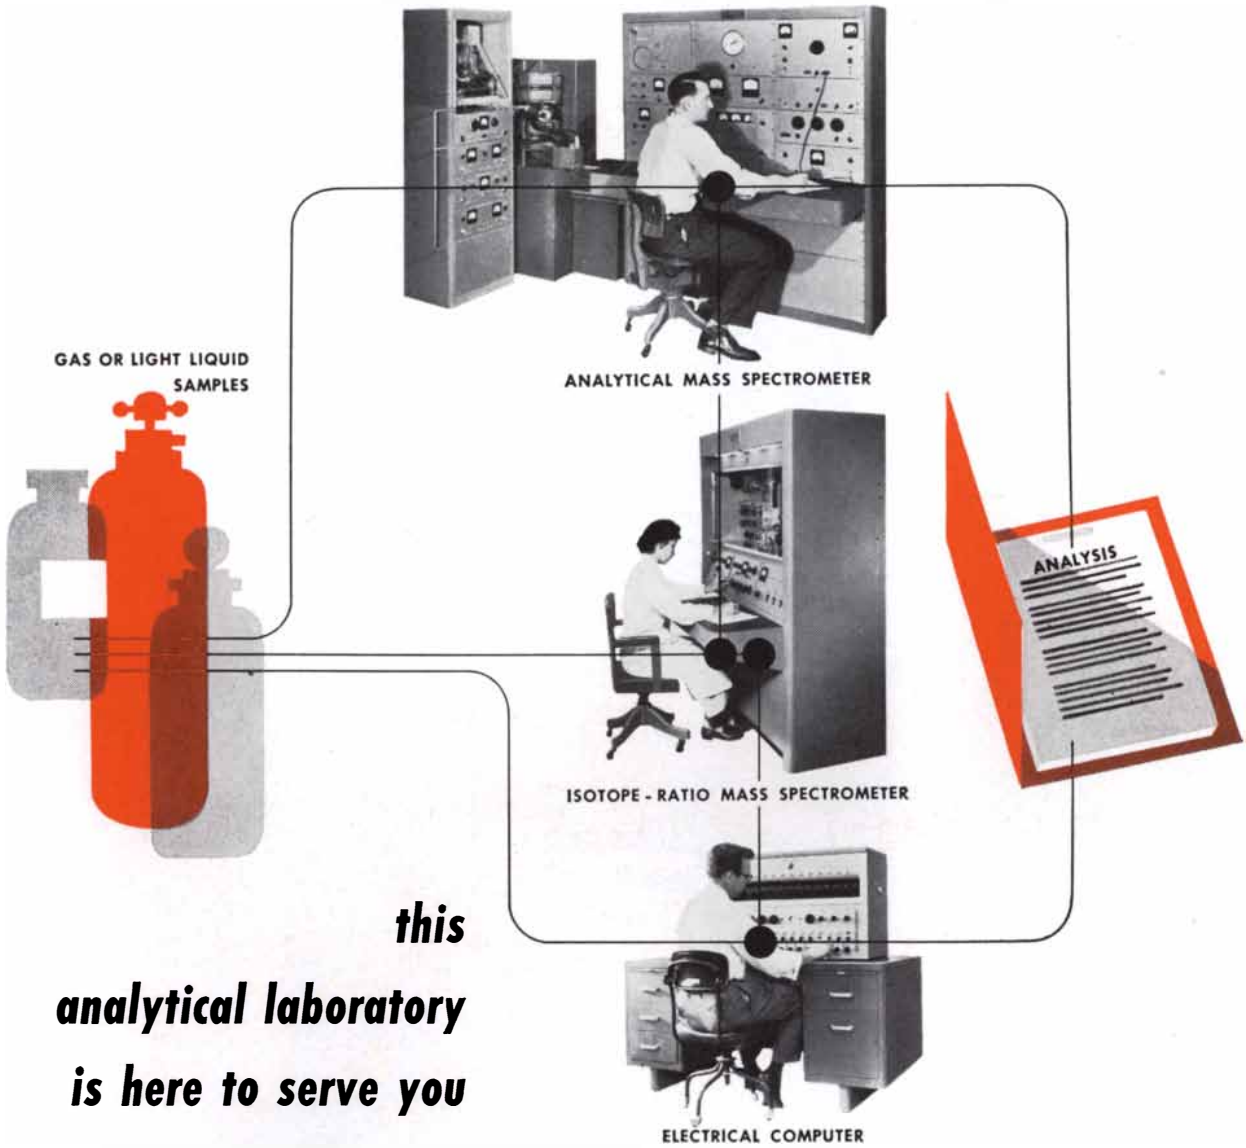 GAS OR LIGHT LIQUID
SAMPLES
ANALYTICAL MASS SPECTROMETER
ANALYSIS
ISOTOPE - RATIO MASS SPECTROMETER
this
analytical laboratory
is here to serve you
ELECTRICAL COMPUTER